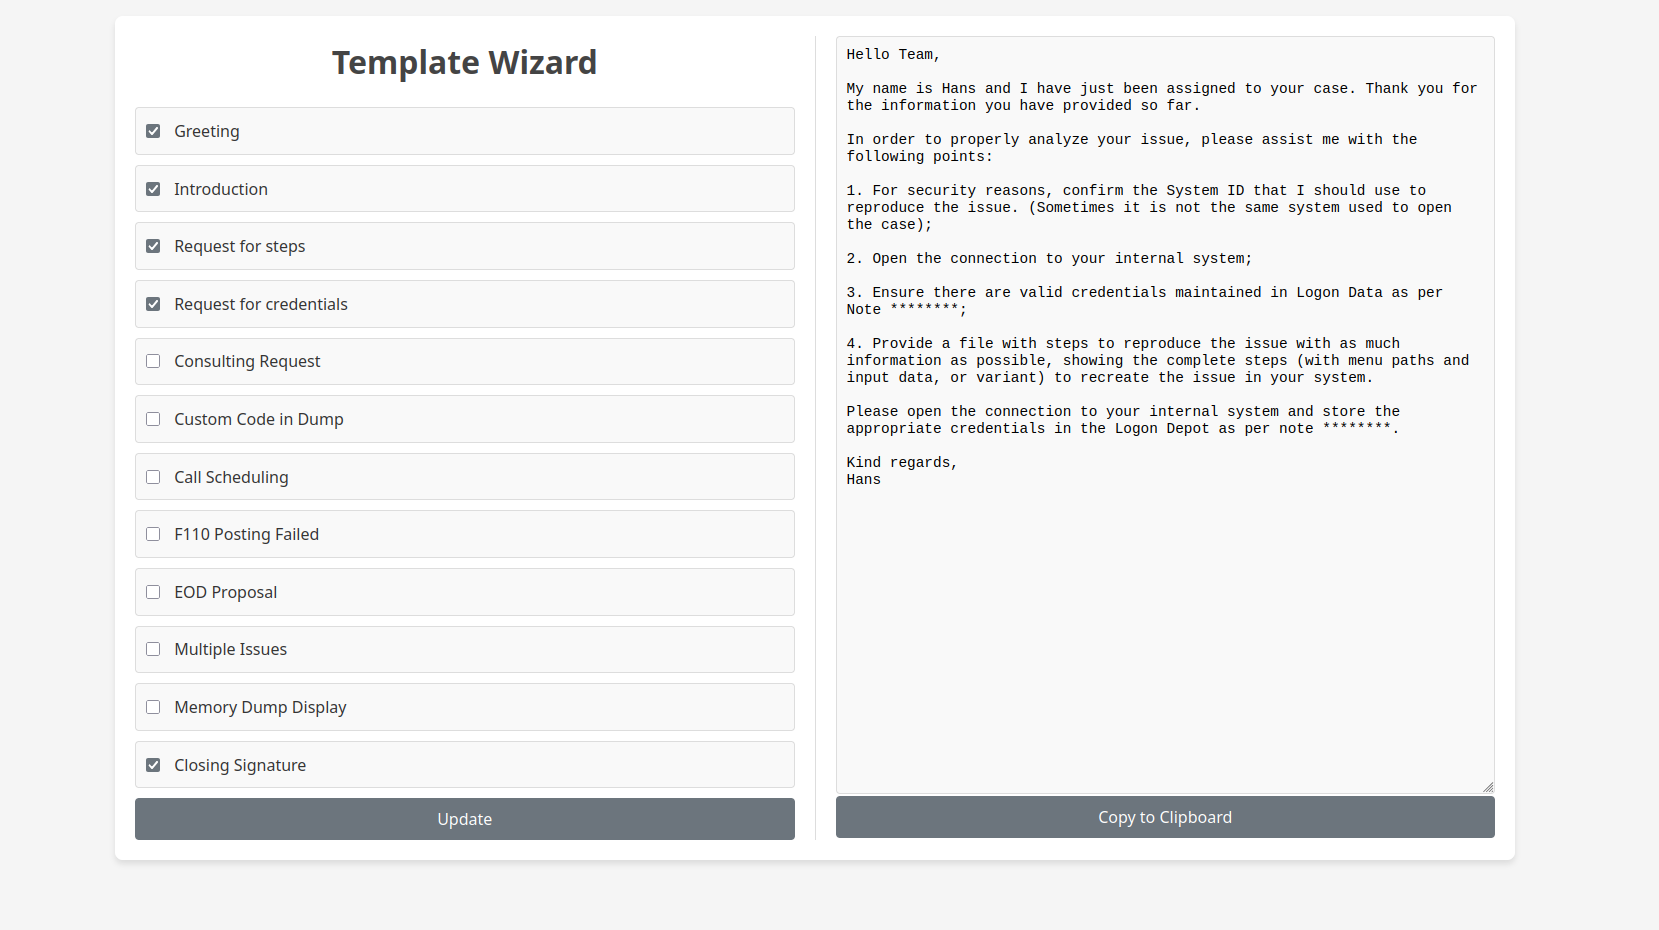 Template Wizard
Greeting
Introduction
Request for steps
Request for credentials
Consulting Request
Custom Code in Dump
Call Scheduling
F110 Posting Failed
EOD Proposal
Multiple Issues
Memory Dump Display
Closing Signature
Update
Hello Team,
My name is Hans and I have just been assigned to your case. Thank you for
the information you have provided so far.
In order to properly analyze your issue, please assist me with the
following points:
1. For security reasons, confirm the System ID that I should use to
reproduce the issue. (Sometimes it is not the same system used to open
the case);
2. Open the connection to your internal system;
3. Ensure there are valid credentials maintained in Logon Data as per
Note ********;
4. Provide a file with steps to reproduce the issue with as much
information as possible, showing the complete steps (with menu paths and
input data, or variant) to recreate the issue in your system.
Please open the connection to your internal system and store the
appropriate credentials in the Logon Depot as per note ********.
Kind regards,
Hans
Copy to Clipboard